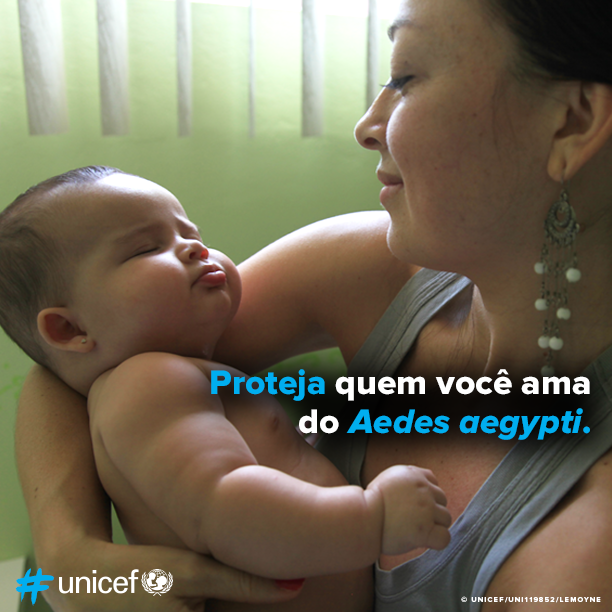 Proteja quem você ama
do Aedes aegypti.
#unicef
© UNICEF/UNI119852/LEMOYNE